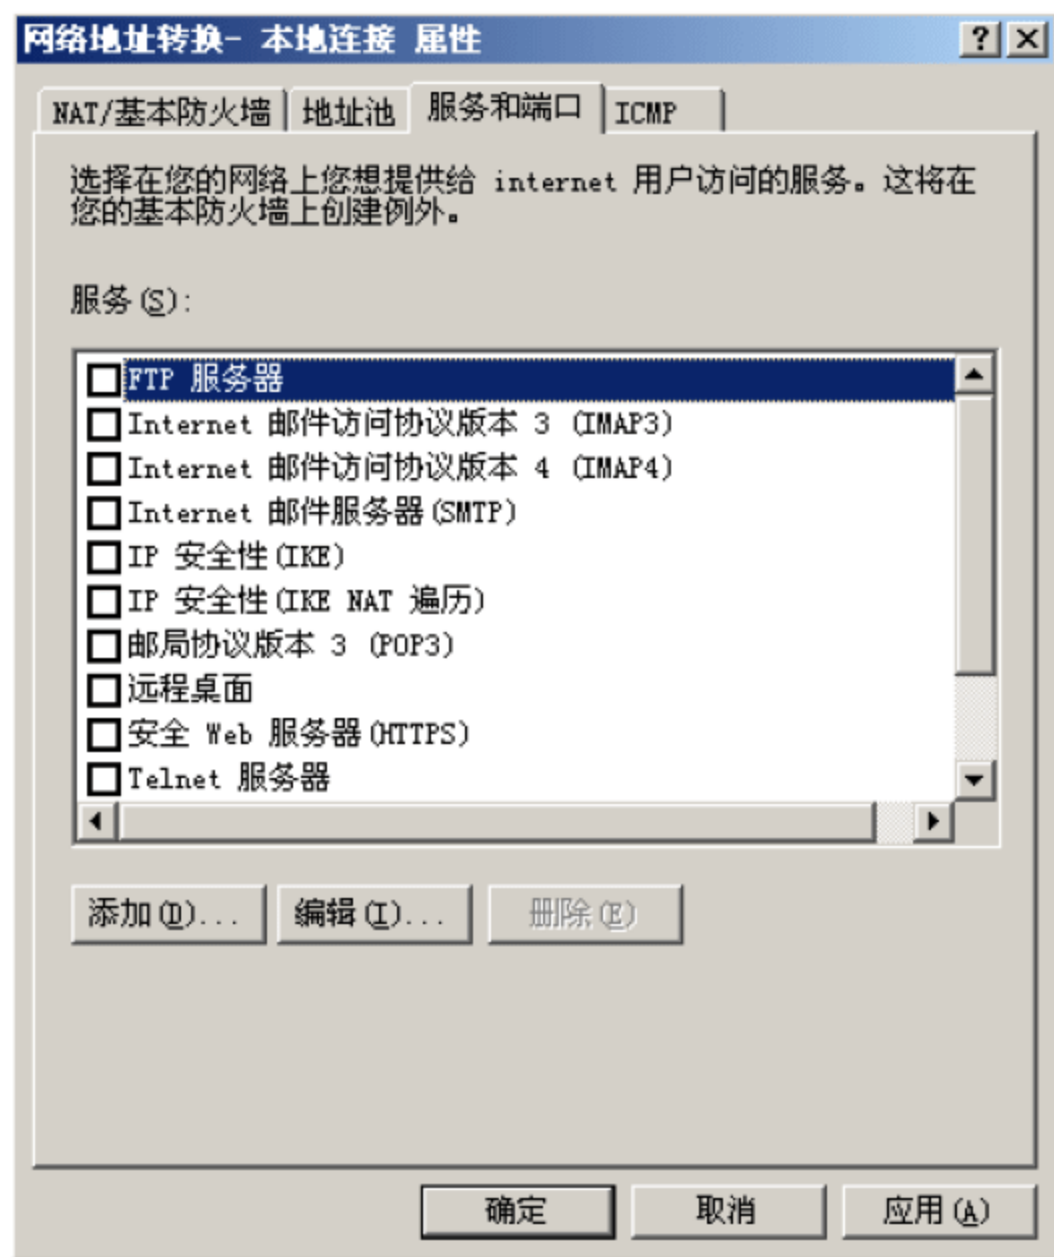 网络地址转换- 本地连接 属性
NAT/基本防火墙 地址池 服务和端口 ICMP
选择在您的网络上您想提供给 internet 用户访问的服务。这将在
您的基本防火墙上创建例外。
服务(S):
FTP 服务器
Internet 邮件访问协议版本 3 (IMAP3)
Internet 邮件访问协议版本 4 (IMAP4)
Internet 邮件服务器(SMTP)
IP 安全性(IKE)
IP 安全性(IKE NAT 遍历)
邮局协议版本 3 (POP3)
远程桌面
安全 Web 服务器(HTTPS)
Telnet 服务器
添加(D)... 编辑(I)... 删除(E)
确定 取消 应用(A)